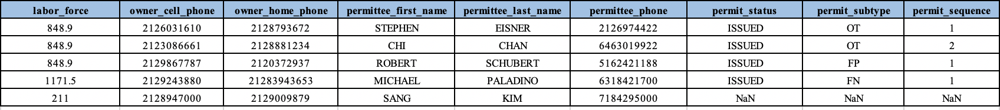 labor_force owner_cell_phone owner_home_phone permittee_first_name permittee_last_name permittee_phone permit_status permit_subtype permit_sequence
848.9 2126031610 2128793672 STEPHEN EISNER 2126974422 ISSUED OT 1
848.9 2123086661 2128881234 CHI CHAN 6463019922 ISSUED OT 2
848.9 2129867787 2120372937 ROBERT SCHUBERT 5162421188 ISSUED FP 1
1171.5 2129243880 21283943653 MICHAEL PALADINO 6318421700 ISSUED FN 1
211 2128947000 2129009879 SANG KIM 7184295000 NaN NaN NaN